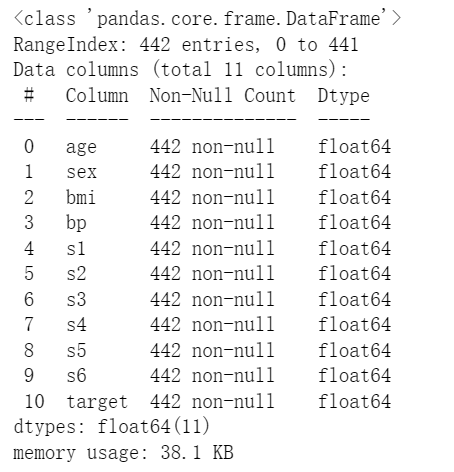 <class 'pandas.core.frame.DataFrame'>
RangeIndex: 442 entries, 0 to 441
Data columns (total 11 columns):
 #   Column  Non-Null Count  Dtype
---  ------  --------------  -----
 0   age     442 non-null    float64
 1   sex     442 non-null    float64
 2   bmi     442 non-null    float64
 3   bp      442 non-null    float64
 4   s1      442 non-null    float64
 5   s2      442 non-null    float64
 6   s3      442 non-null    float64
 7   s4      442 non-null    float64
 8   s5      442 non-null    float64
 9   s6      442 non-null    float64
 10  target  442 non-null    float64
dtypes: float64(11)
memory usage: 38.1 KB